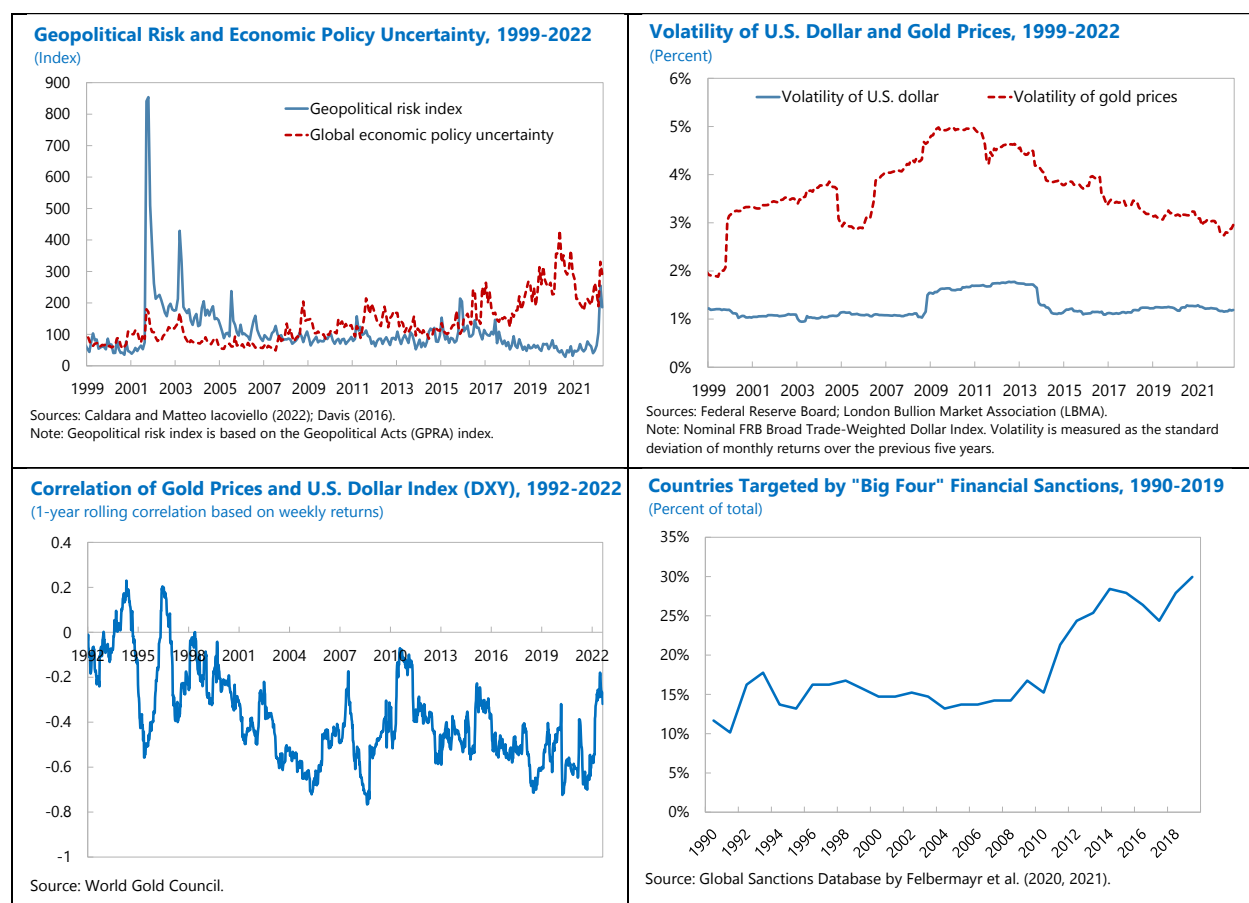 Geopolitical Risk and Economic Policy Uncertainty, 1999-2022
(Index)
900
800
700
600
500
400
300
200
100
0
Geopolitical risk index
Global economic policy uncertainty
1999 2001 2003 2005 2007 2009 2011 2013 2015 2017 2019 2021
Sources: Caldara and Matteo Iacoviello (2022); Davis (2016).
Note: Geopolitical risk index is based on the Geopolitical Acts (GPRA) index.
Volatility of U.S. Dollar and Gold Prices, 1999-2022
(Percent)
6%
5%
4%
3%
2%
1%
0%
Volatility of U.S. dollar
Volatility of gold prices
1999 2001 2003 2005 2007 2009 2011 2013 2015 2017 2019 2021
Sources: Federal Reserve Board; London Bullion Market Association (LBMA).
Note: Nominal FRB Broad Trade-Weighted Dollar Index. Volatility is measured as the standard
deviation of monthly returns over the previous five years.
Correlation of Gold Prices and U.S. Dollar Index (DXY), 1992-2022
(1-year rolling correlation based on weekly returns)
0.4
0.2
0
-0.2
-0.4
-0.6
-0.8
-1
1992 1995 1998 2001 2004 2007 2010 2013 2016 2019 2022
Source: World Gold Council.
Countries Targeted by "Big Four" Financial Sanctions, 1990-2019
(Percent of total)
35%
30%
25%
20%
15%
10%
5%
0%
1990 1992 1994 1996 1998 2000 2002 2004 2006 2008 2010 2012 2014 2016 2018
Source: Global Sanctions Database by Felbermayr et al. (2020, 2021).